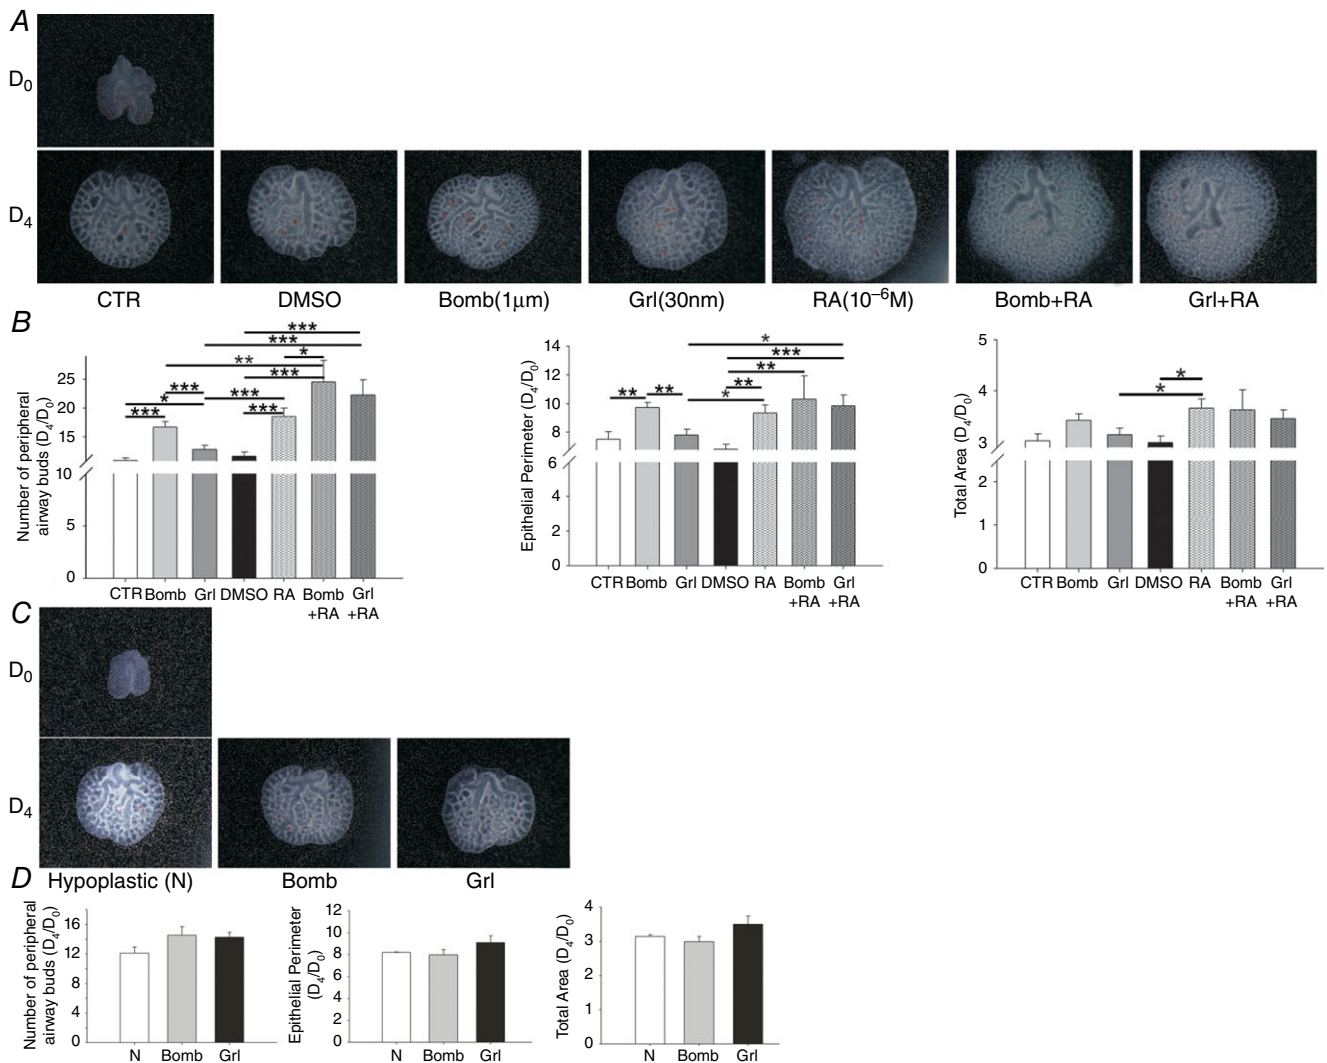 A
D0
D4
CTR DMSO Bomb(1μm) Grl(30nm) RA(10⁻⁶M) Bomb+RA Grl+RA
B
Number of peripheral
airway buds (D4/D0)
25
20
15
10
5
0
*** * *** ** *** *** *** * *** ***
CTR Bomb Grl DMSO RA Bomb
+RA Grl
+RA
Epithelial Perimeter (D4/D0)
14
12
10
8
6
4
2
0
** ** * ** ** *** *
CTR Bomb Grl DMSO RA Bomb
+RA Grl
+RA
Total Area (D4/D0)
5
4
3
2
1
0
* *
CTR Bomb Grl DMSO RA Bomb
+RA Grl
+RA
C
D0
D4
Hypoplastic (N) Bomb Grl
D
Number of peripheral
airway buds (D4/D0)
16
12
8
4
0
N Bomb Grl
Epithelial Perimeter
(D4/D0)
12
10
8
6
4
2
0
N Bomb Grl
Total Area (D4/D0)
4
3
2
1
0
N Bomb Grl